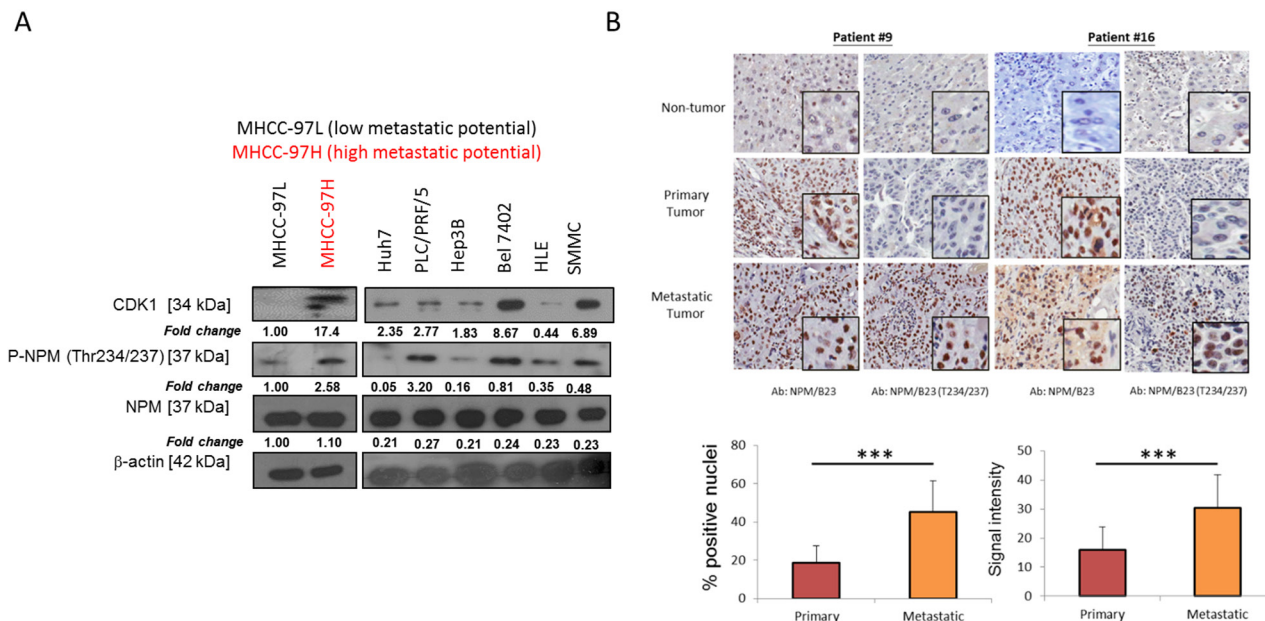 A
MHCC-97L (low metastatic potential)
MHCC-97H (high metastatic potential)
MHCC-97L
MHCC-97H
Huh7
PLC/PRF/5
Hep3B
Bel 7402
HLE
SMMC
CDK1 [34 kDa]
Fold change 1.00 17.4 2.35 2.77 1.83 8.67 0.44 6.89
P-NPM (Thr234/237) [37 kDa]
Fold change 1.00 2.58 0.05 3.20 0.16 0.81 0.35 0.48
NPM [37 kDa]
Fold change 1.00 1.10 0.21 0.27 0.21 0.24 0.23 0.23
β-actin [42 kDa]
B
Patient #9 Patient #16
Non-tumor
Primary
Tumor
Metastatic
Tumor
Ab: NPM/B23 Ab: NPM/B23 (T234/237) Ab: NPM/B23 Ab: NPM/B23 (T234/237)
% positive nuclei
80
60
40
20
0
***
Primary Metastatic
Signal intensity
50
40
30
20
10
0
***
Primary Metastatic